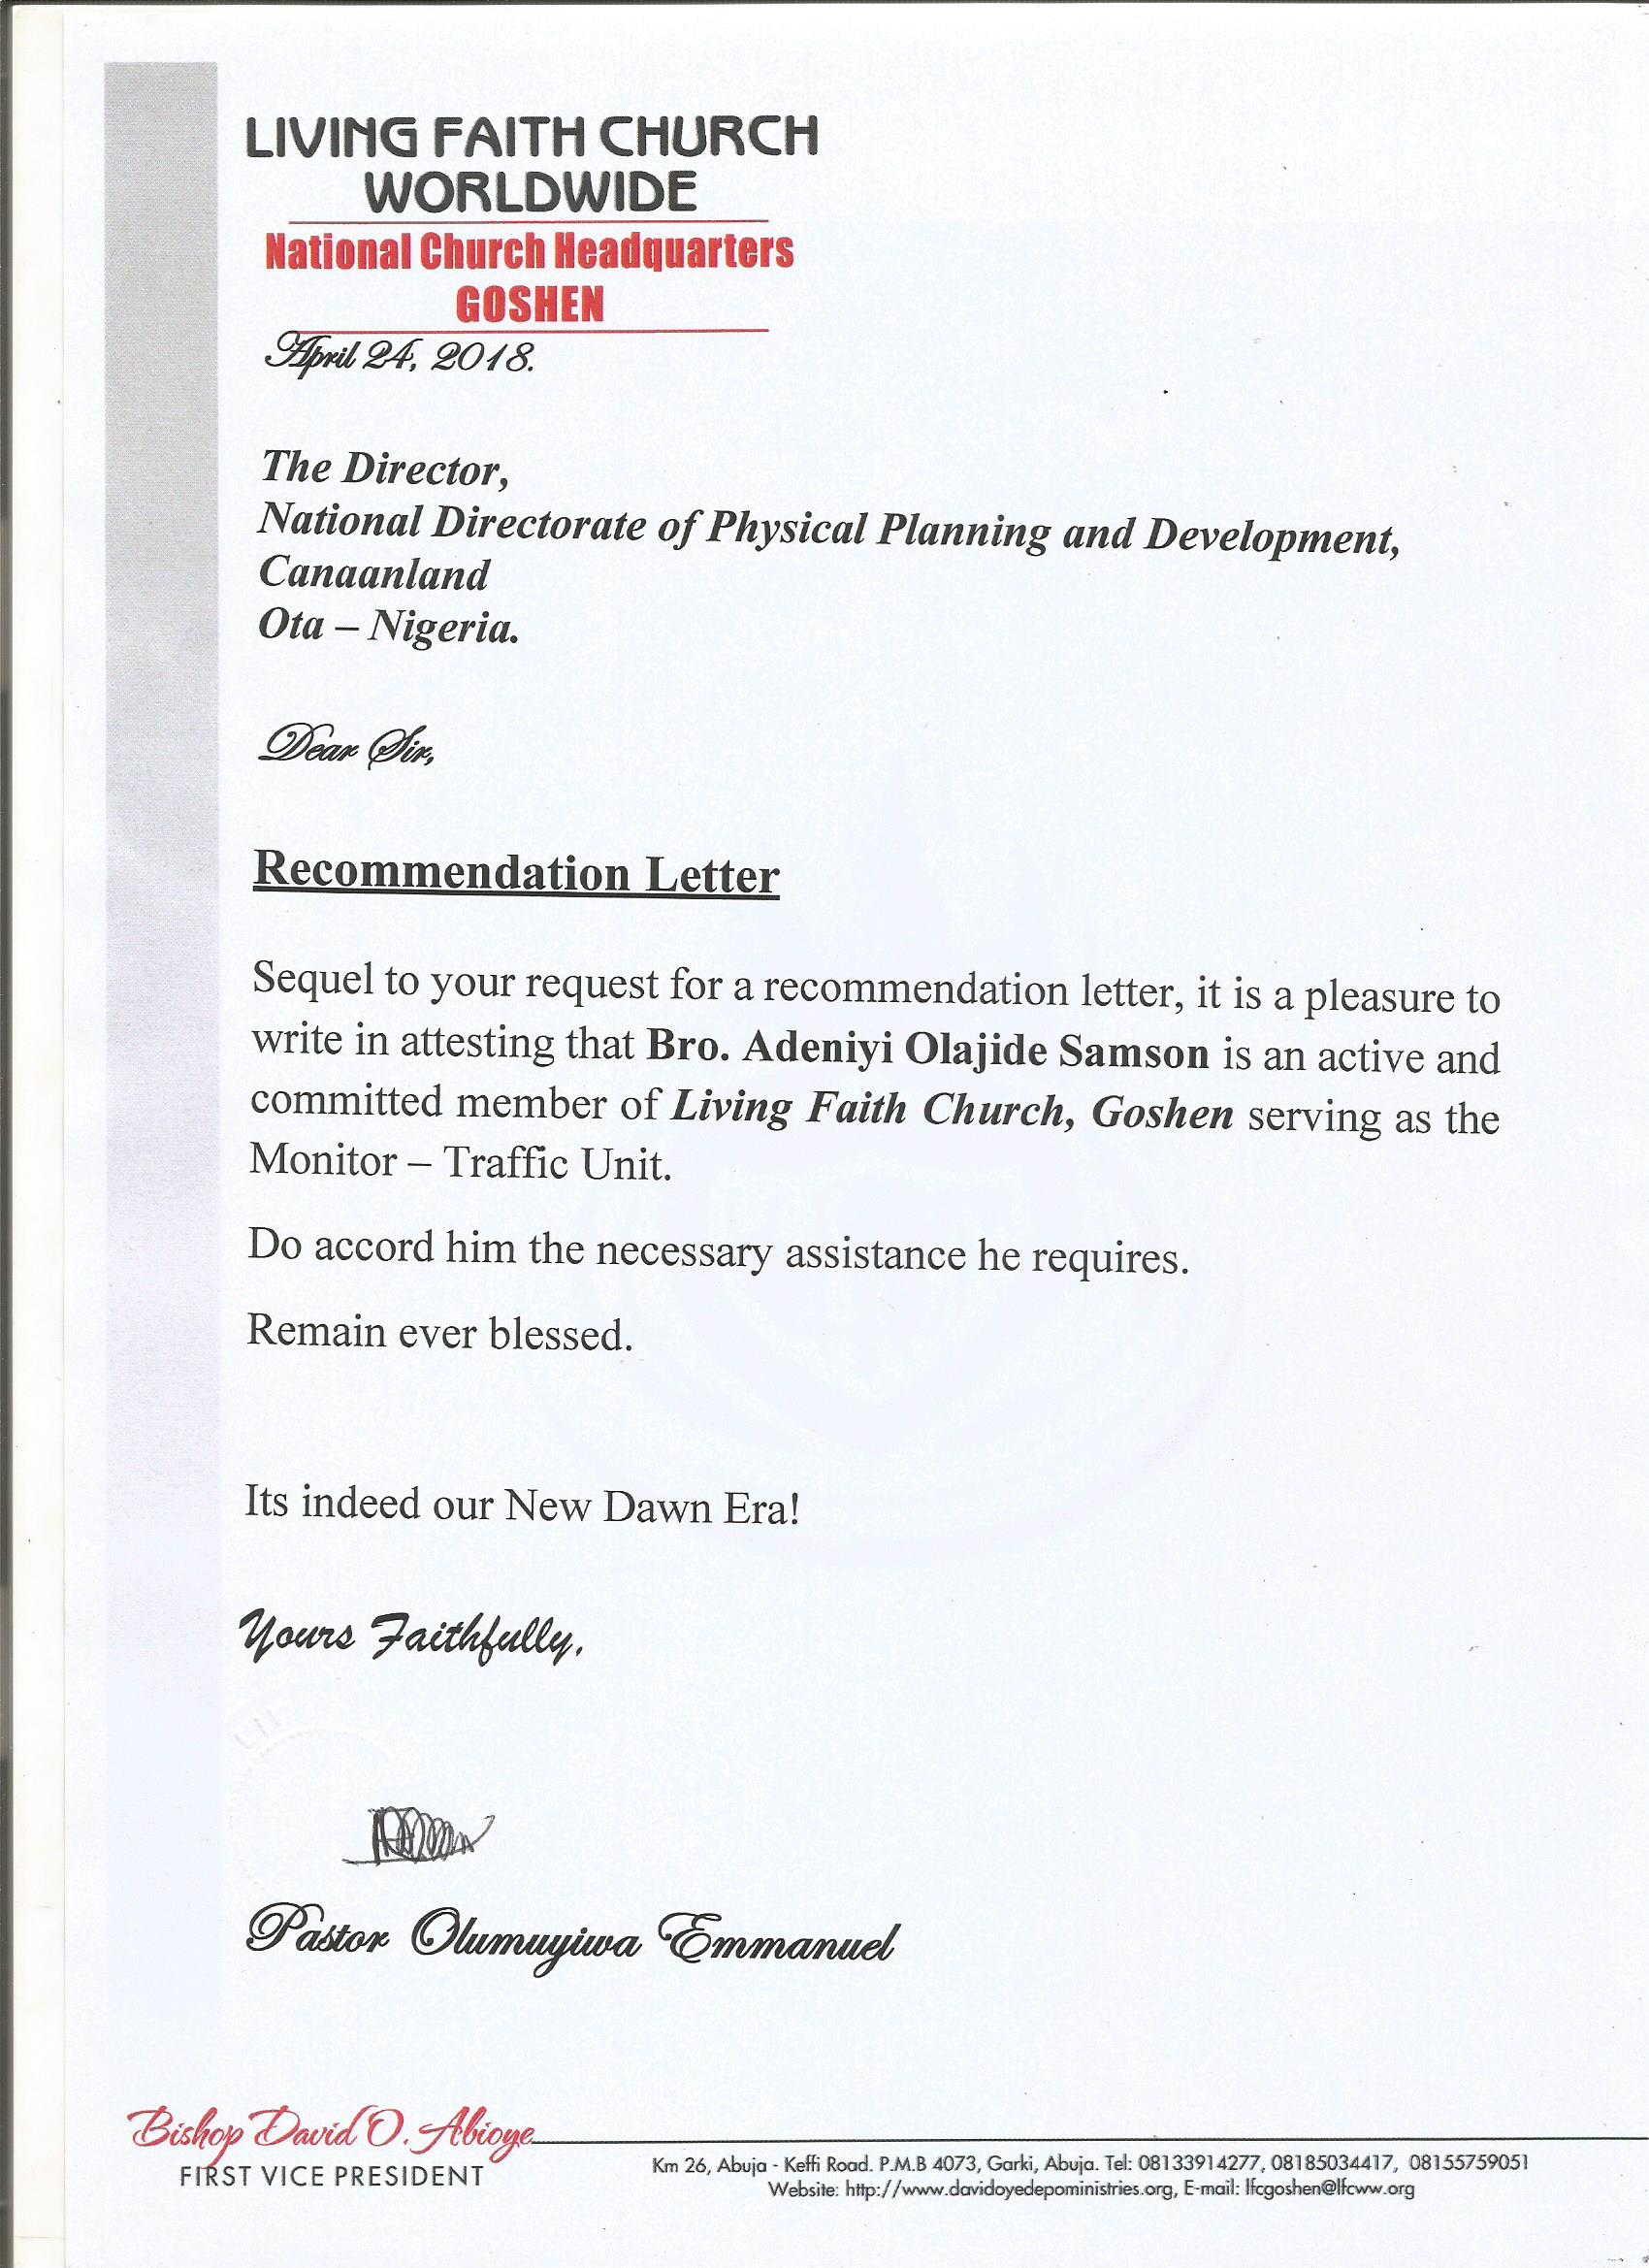 LIVING FAITH CHURCH
WORLDWIDE
National Church Headquarters
GOSHEN
April 24, 2018.
The Director,
National Directorate of Physical Planning and Development,
Canaanland
Ota – Nigeria.
Dear Sir,
Recommendation Letter
Sequel to your request for a recommendation letter, it is a pleasure to
write in attesting that Bro. Adeniyi Olajide Samson is an active and
committed member of Living Faith Church, Goshen serving as the
Monitor – Traffic Unit.
Do accord him the necessary assistance he requires.
Remain ever blessed.
Its indeed our New Dawn Era!
Yours Faithfully,
Pastor Olumuyiwa Emmanuel
Bishop David O. Abioye
FIRST VICE PRESIDENT
Km 26, Abuja - Keffi Road. P.M.B 4073, Garki, Abuja. Tel: 08133914277, 08185034417, 08155759051
Website: http://www.davidoyedepoministries.org, E-mail: lfcgoshen@lfcww.org